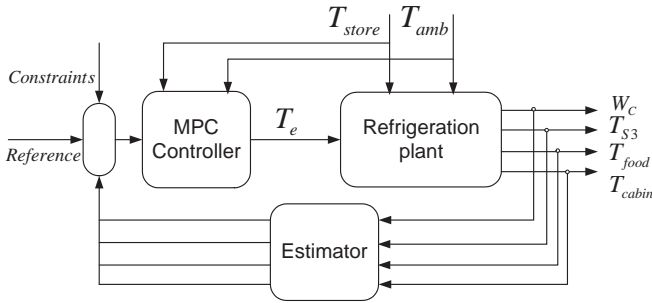 T_store T_amb
Constraints
MPC
Controller
T_e
Refrigeration
plant
W_C
T_S3
T_food
T_cabin
Reference
Estimator